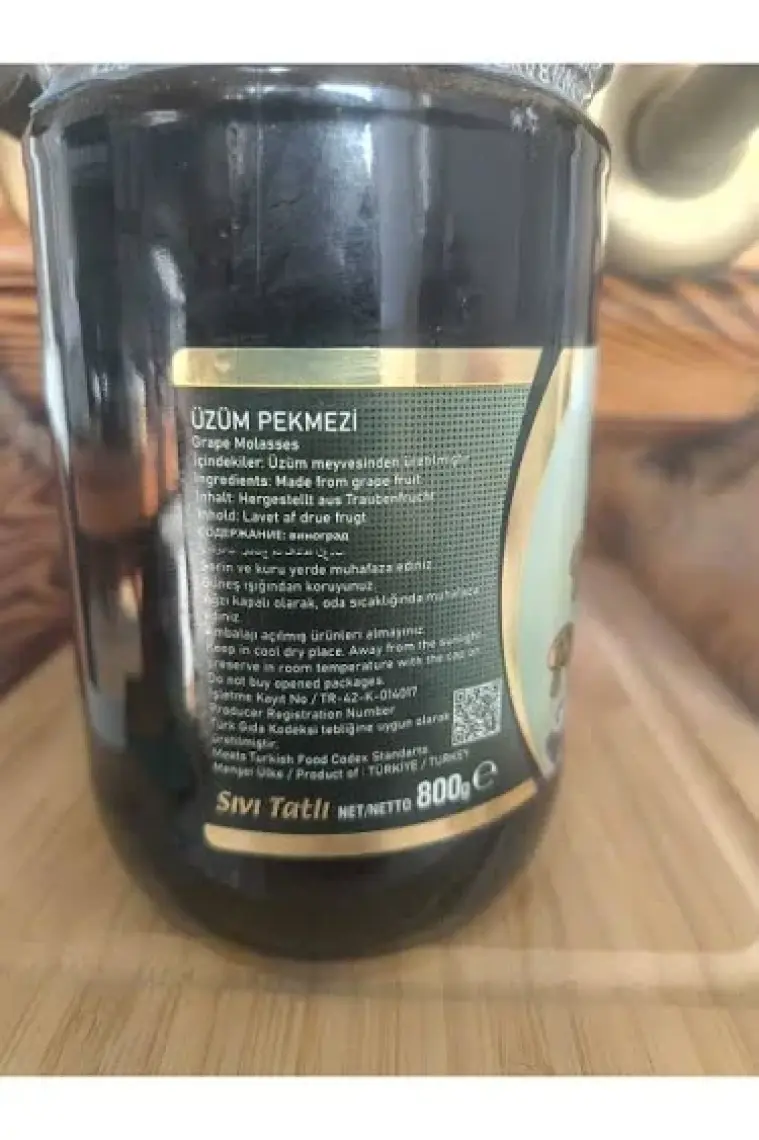 ÜZÜM PEKMEZİ
Grape Molasses
İçindekiler: Üzüm meyvesinden üretilmiştir.
Ingredients: Made from grape fruit
Inhalt: Hergestellt aus Traubenfrucht
Inhold: Lavet af drue frugt
СОДЕРЖАНИЕ: виноград
Serin ve kuru yerde muhafaza ediniz.
Güneş ışığından koruyunuz.
Ağzı kapalı olarak, oda sıcaklığında muhafaza
ediniz.
Ambalajı açılmış ürünleri almayınız.
Keep in cool dry place. Away from the sunlight.
Preserve in room temperature with the cap on.
Do not buy opened packages.
İşletme Kayıt No / TR-42-K-014017
Producer Registration Number
Türk Gıda Kodeksi tebliğine uygun olarak
üretilmiştir.
Meets Turkish Food Codex Standarts
Menşei Ülke / Product of : TÜRKİYE / TURKEY
Sıvı Tatlı NET/NETTO 800g e